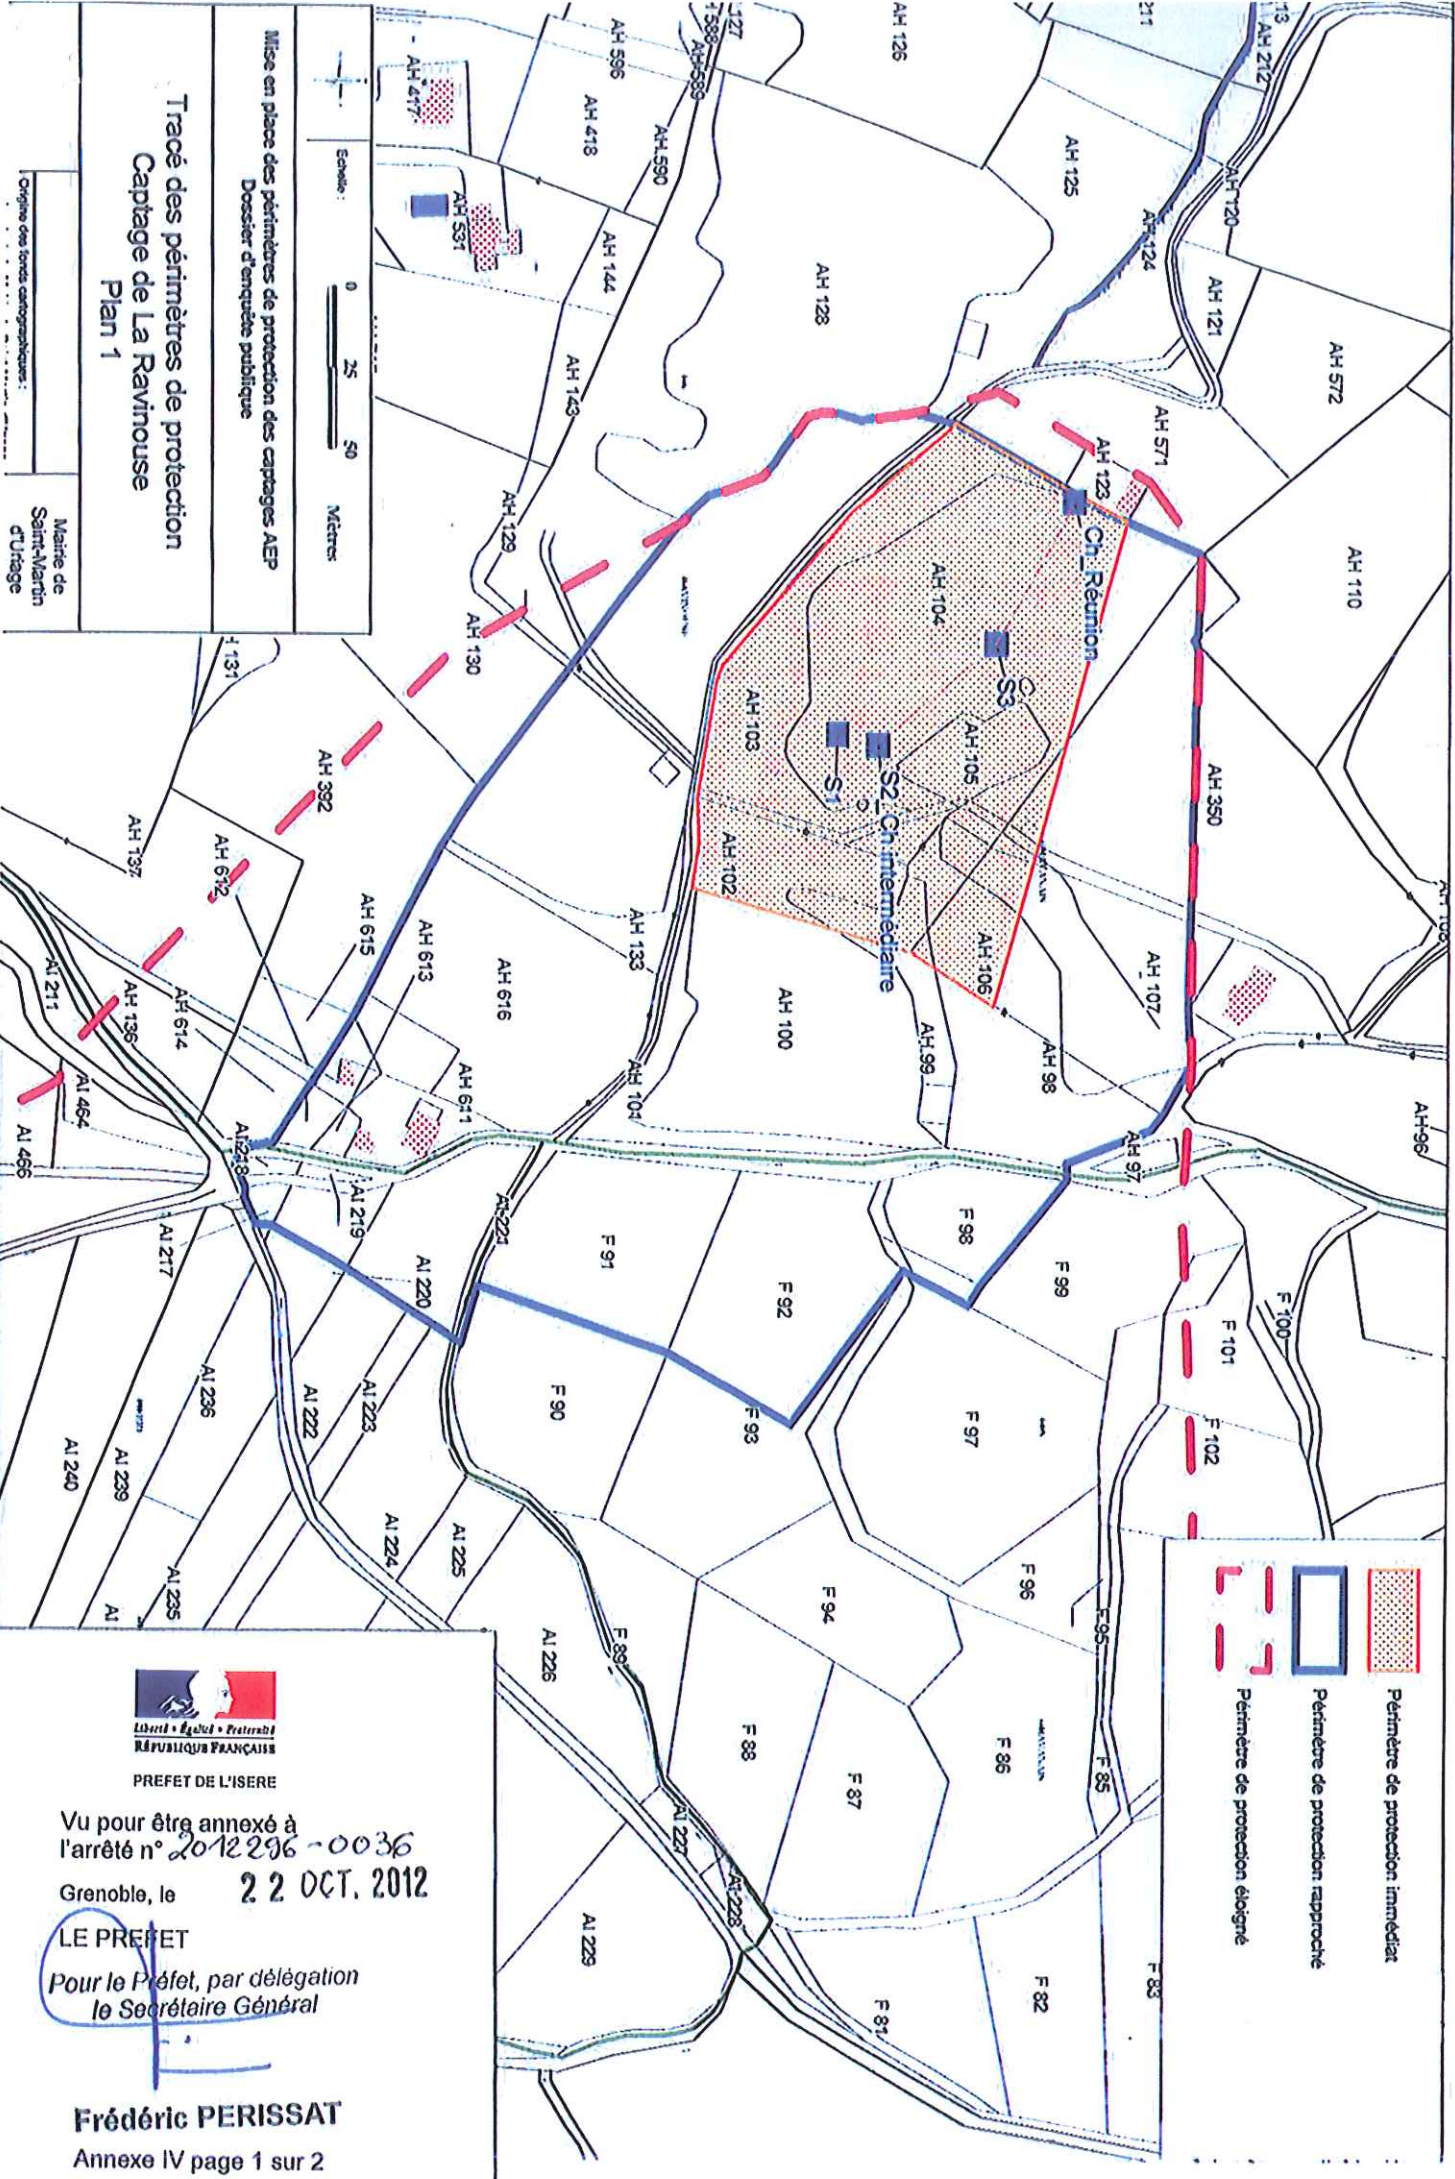 Périmètre de protection immédiat
Périmètre de protection rapproché
Périmètre de protection éloigné
AH 126
AH 212
AH 120
AH 124
AH 125
AH 121
AH 572
AH 571
AH 123
AH 110
AH 596
AH 589
AH 590
AH 418
AH 417
AH 531
AH 144
AH 143
AH 128
AH 129
AH 130
AH 104
AH 103
AH 105
AH 102
AH 106
Ch_Réunion
S3
S1
S2_Ch.intermédiaire
AH 350
AH 107
AH 98
AH 99
AH 100
AH 101
AH 133
AH 97
AH 96
AH 392
AH 137
AH 612
AH 615
AH 613
AH 616
AH 614
AH 611
AH 136
AI 211
AI 464
AI 466
AI 218
AI 217
AI 219
AI 220
AI 221
AI 222
AI 223
AI 224
AI 225
AI 226
AI 227
AI 228
AI 229
AI 235
AI 236
AI 239
AI 240
AI
F 81
F 82
F 83
F 85
F 86
F 87
F 88
F 89
F 90
F 91
F 92
F 93
F 94
F 95
F 96
F 97
F 98
F 99
F 100
F 101
F 102
Echelle :
0 25 50 Mètres
Mise en place des périmètres de protection des captages AEP
Dossier d'enquête publique
Tracé des périmètres de protection
Captage de La Ravinouse
Plan 1
Origine des fonds cartographiques :
Mairie de
Saint-Martin
d'Uriage
Liberté • Égalité • Fraternité
RÉPUBLIQUE FRANÇAISE
PREFET DE L'ISERE
Vu pour être annexé à
l'arrêté n° 2012296-0036
Grenoble, le 22 OCT. 2012
LE PREFET
Pour le Préfet, par délégation
le Secrétaire Général
Frédéric PERISSAT
Annexe IV page 1 sur 2